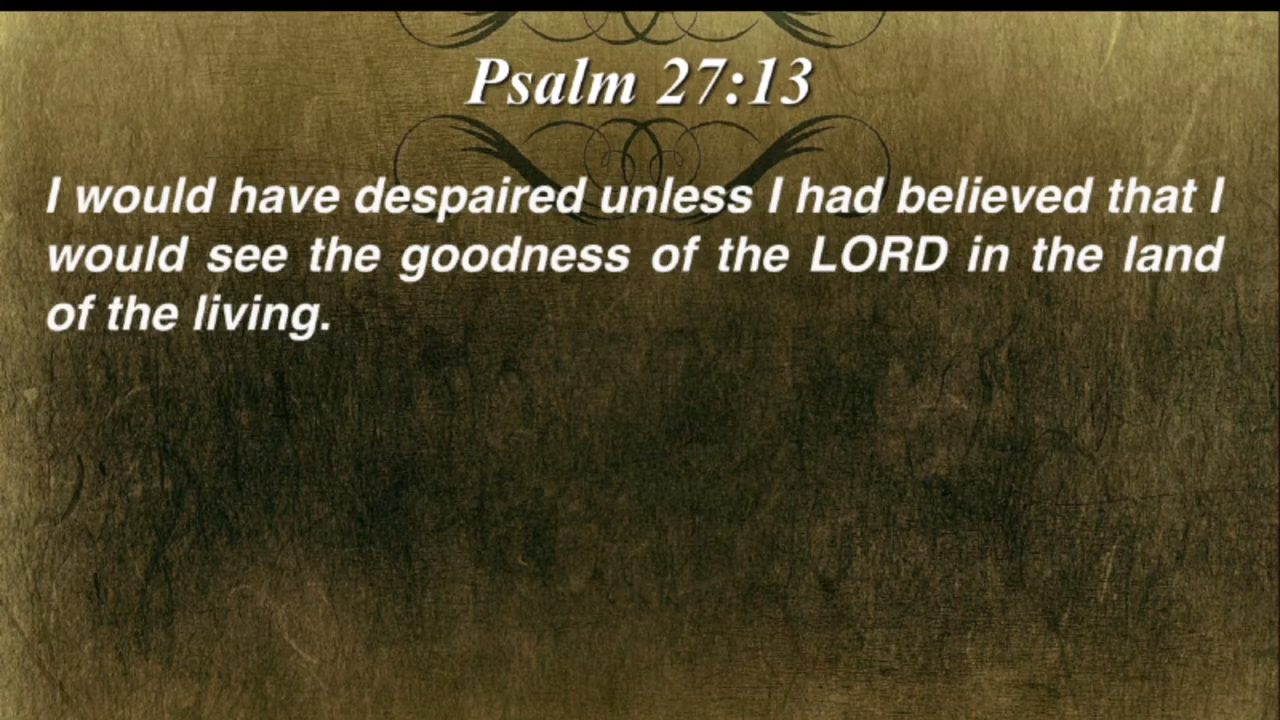 Psalm 27:13
I would have despaired unless I had believed that I
would see the goodness of the LORD in the land
of the living.